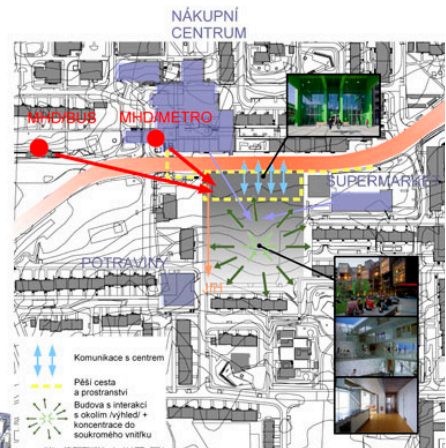 NÁKUPNÍ
CENTRUM
MHD/BUS
MHD/METRO
SUPERMARKET
POTRAVINY
Komunikace s centrem
Pěší cesta
a prostranství
Budova s interakcí
s okolím /výhled/ +
koncentrace do
soukromého vnitřku